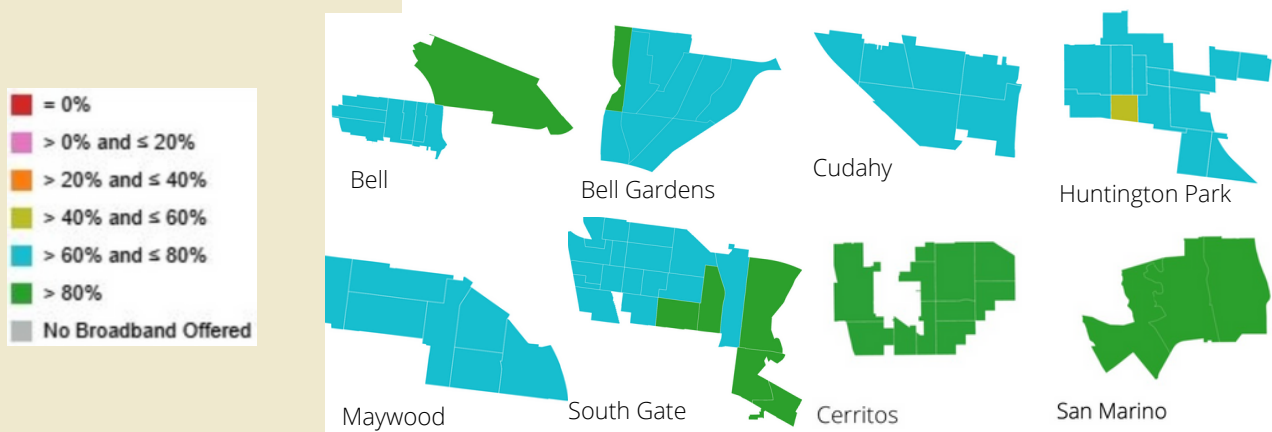 = 0%
> 0% and ≤ 20%
> 20% and ≤ 40%
> 40% and ≤ 60%
> 60% and ≤ 80%
> 80%
No Broadband Offered
Bell
Bell Gardens
Cudahy
Huntington Park
Maywood
South Gate
Cerritos
San Marino